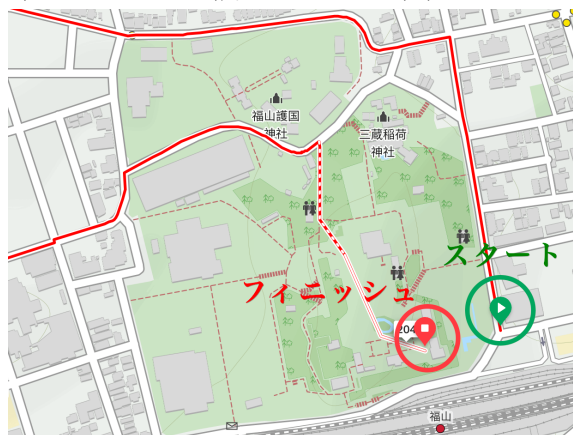 福山護国
神社
三蔵稲荷
神社
スタート
フィニッシュ
204
福山